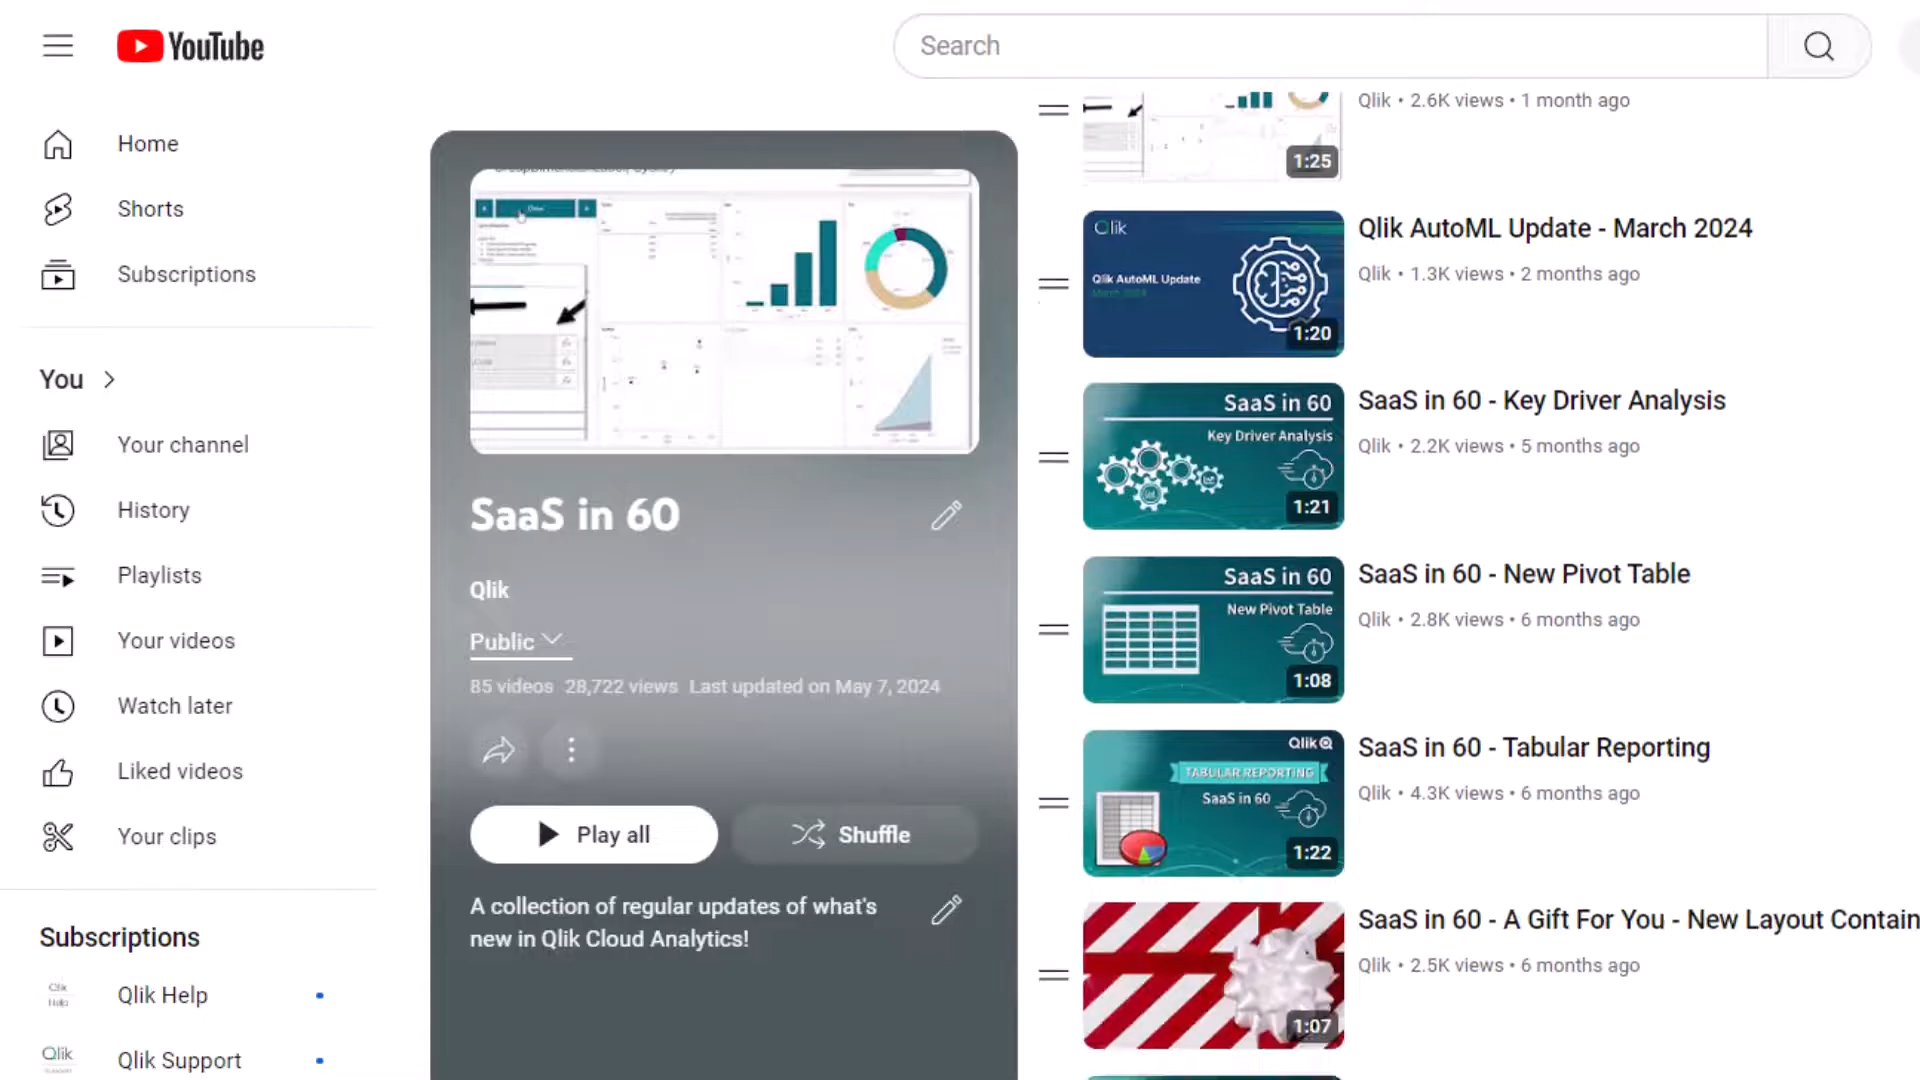 YouTube
Search
Home
Shorts
Subscriptions
You
Your channel
History
Playlists
Your videos
Watch later
Liked videos
Your clips
Subscriptions
Qlik Help
Qlik Support
SaaS in 60
Qlik
Public
85 videos 28,722 views Last updated on May 7, 2024
Play all
Shuffle
A collection of regular updates of what's
new in Qlik Cloud Analytics!
1:25
Qlik • 2.6K views • 1 month ago
Qlik
Qlik AutoML Update
March 2024
1:20
Qlik AutoML Update - March 2024
Qlik • 1.3K views • 2 months ago
SaaS in 60
Key Driver Analysis
1:21
SaaS in 60 - Key Driver Analysis
Qlik • 2.2K views • 5 months ago
SaaS in 60
New Pivot Table
1:08
SaaS in 60 - New Pivot Table
Qlik • 2.8K views • 6 months ago
Qlik
TABULAR REPORTING
SaaS in 60
1:22
SaaS in 60 - Tabular Reporting
Qlik • 4.3K views • 6 months ago
1:07
SaaS in 60 - A Gift For You - New Layout Contain
Qlik • 2.5K views • 6 months ago